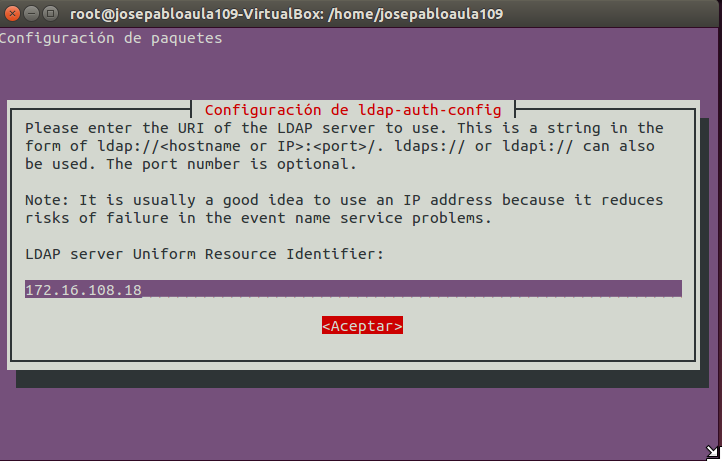 root@josepabloaula109-VirtualBox: /home/josepabloaula109
Configuración de paquetes
Configuración de ldap-auth-config
Please enter the URI of the LDAP server to use. This is a string in the
form of ldap://<hostname or IP>:<port>/. ldaps:// or ldapi:// can also
be used. The port number is optional.
Note: It is usually a good idea to use an IP address because it reduces
risks of failure in the event name service problems.
LDAP server Uniform Resource Identifier:
172.16.108.18
<Aceptar>